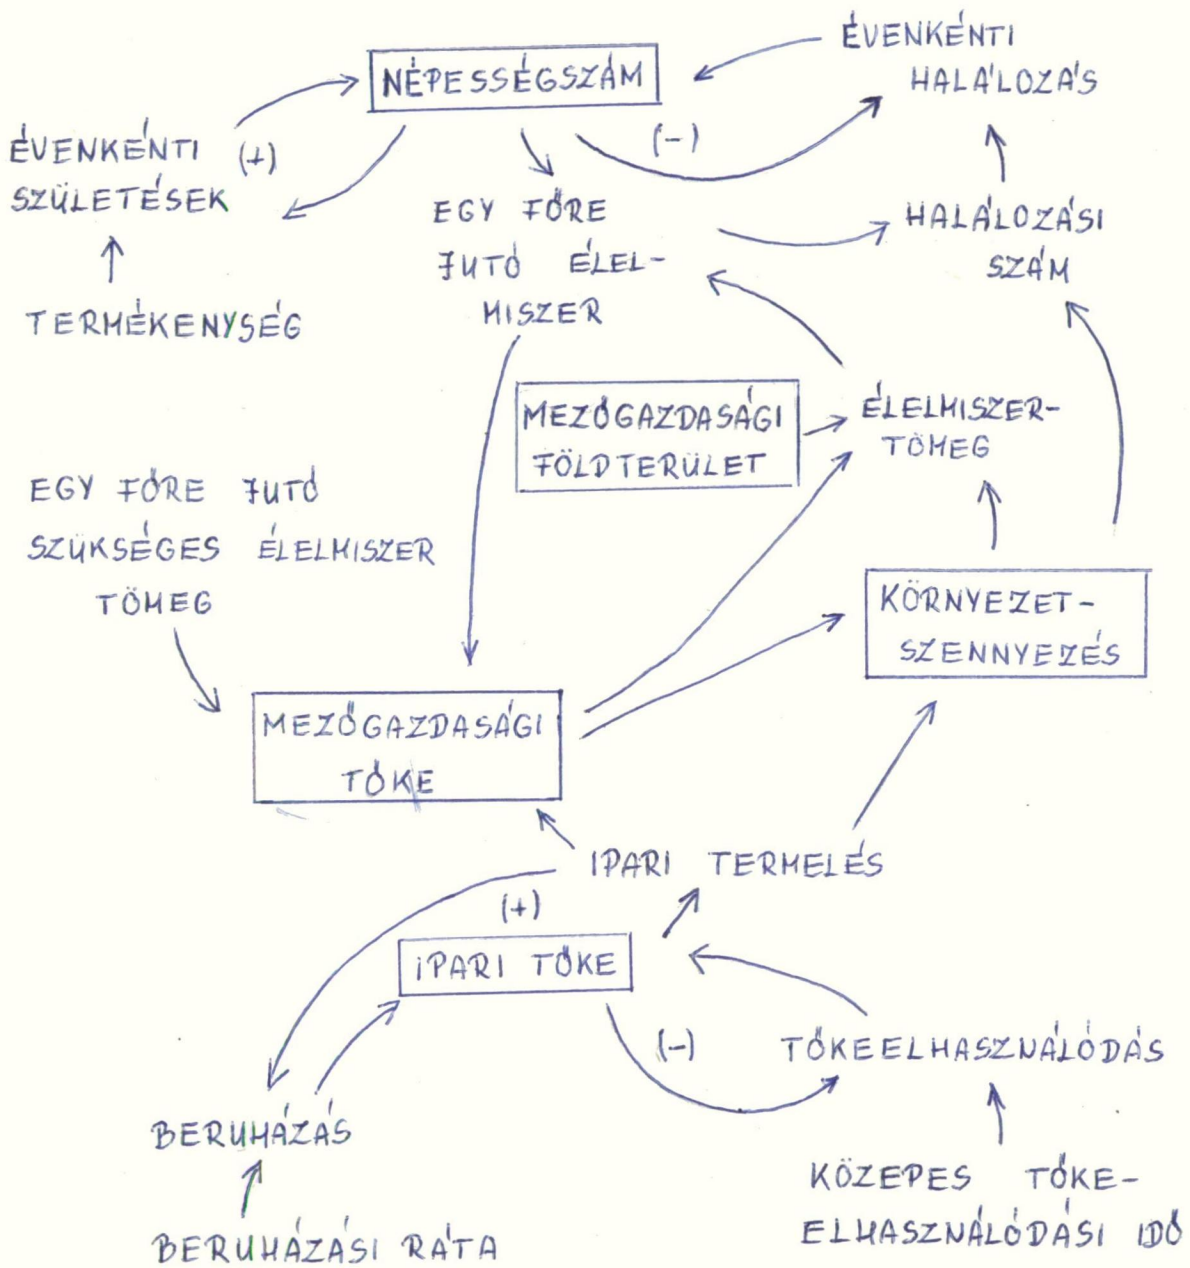 ÉVENKÉNTI
HALÁLOZÁS
NÉPESSÉGSZÁM
(-)
ÉVENKÉNTI (+)
SZÜLETÉSEK
EGY FŐRE
JUTÓ ÉLEL-
MISZER
HALÁLOZÁSI
SZÁM
TERMÉKENYSÉG
MEZŐGAZDASÁGI
FÖLDTERÜLET
ÉLELMISZER-
TÖMEG
EGY FŐRE JUTÓ
SZÜKSÉGES ÉLELMISZER
TÖMEG
KÖRNYEZET-
SZENNYEZÉS
MEZŐGAZDASÁGI
TŐKE
IPARI TERMELÉS
(+)
IPARI TŐKE
(-)
TŐKEELHASZNÁLÓDÁS
BERUHÁZÁS
KÖZEPES TŐKE-
ELHASZNÁLÓDÁSI IDŐ
BERUHÁZÁSI RÁTA